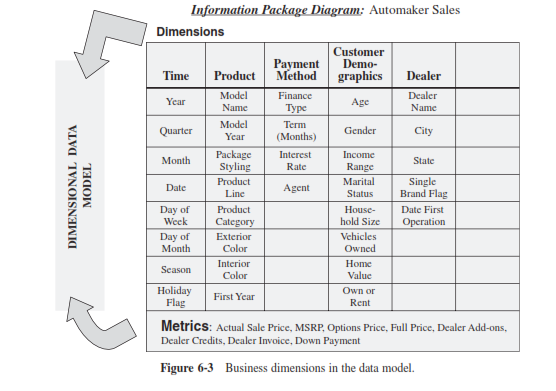 Information Package Diagram: Automaker Sales
Dimensions
DIMENSIONAL DATA
MODEL
Time Product Payment Method Customer Demo-graphics Dealer
Year Model Name Finance Type Age Dealer Name
Quarter Model Year Term (Months) Gender City
Month Package Styling Interest Rate Income Range State
Date Product Line Agent Marital Status Single Brand Flag
Day of Week Product Category House-hold Size Date First Operation
Day of Month Exterior Color Vehicles Owned
Season Interior Color Home Value
Holiday Flag First Year Own or Rent
Metrics: Actual Sale Price, MSRP, Options Price, Full Price, Dealer Add-ons,
Dealer Credits, Dealer Invoice, Down Payment
Figure 6-3 Business dimensions in the data model.